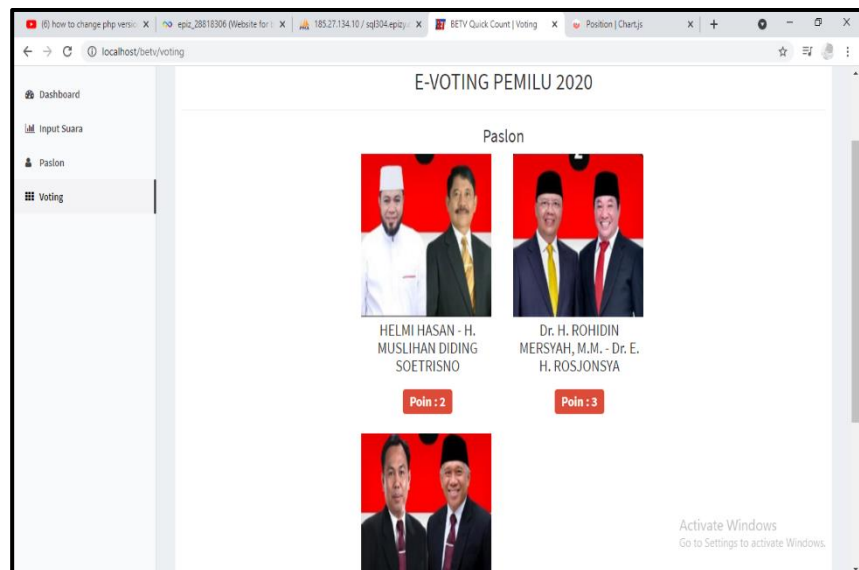 (6) how to change php versio
epiz_28818306 (Website for
185.27.134.10 / sql304.epizy.
BETV Quick Count | Voting
Position | Chart.js
localhost/betv/voting
E-VOTING PEMILU 2020
Dashboard
Input Suara
Paslon
Voting
Paslon
2
HELMI HASAN - H.
MUSLIHAN DIDING
SOETRISNO
Poin : 2
Dr. H. ROHIDIN
MERSYAH, M.M. - Dr. E.
H. ROSJONSYA
Poin : 3
Activate Windows
Go to Settings to activate Windows.